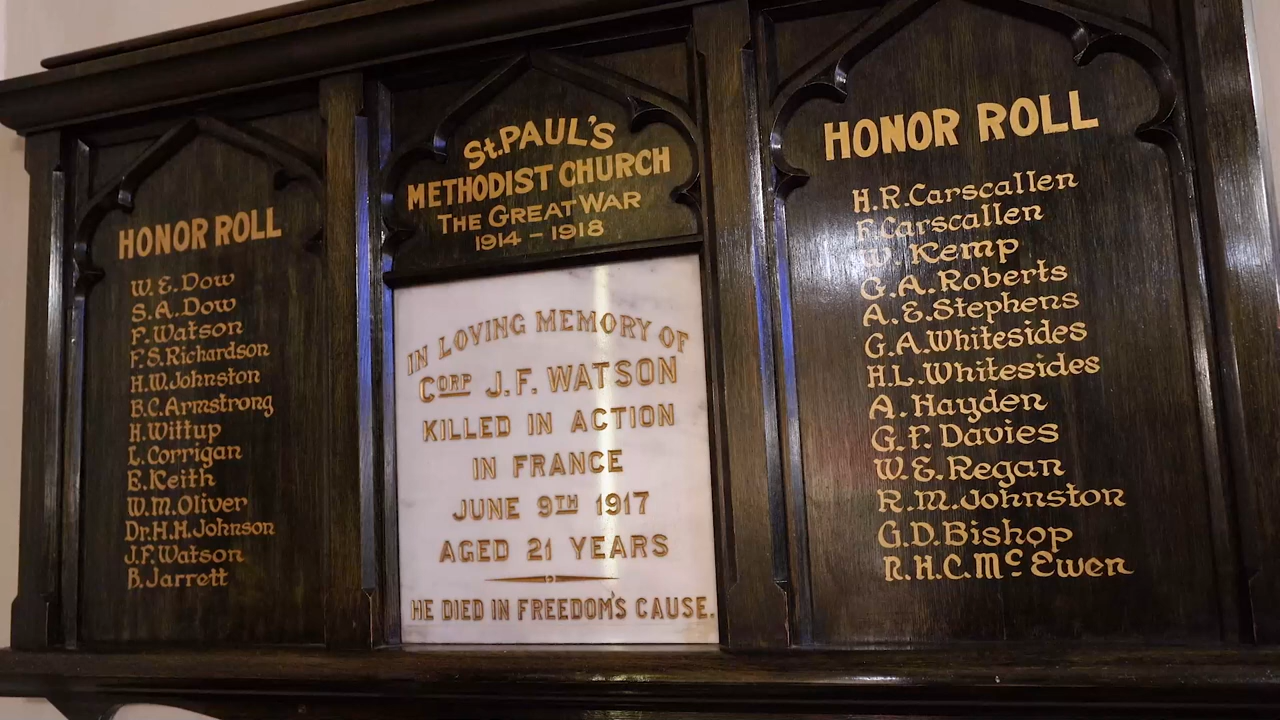 HONOR ROLL
W.E.Dow
S.A.Dow
F.Watson
F.S.Richardson
H.W.Johnston
B.C.Armstrong
H.Wittup
L.Corrigan
E.Keith
W.M.Oliver
Dr.H.H.Johnson
J.F.Watson
B.Jarrett
St.PAUL'S
METHODIST CHURCH
THE GREAT WAR
1914 – 1918
IN LOVING MEMORY OF
CORP J.F. WATSON
KILLED IN ACTION
IN FRANCE
JUNE 9TH 1917
AGED 21 YEARS
HE DIED IN FREEDOM'S CAUSE.
HONOR ROLL
H.R.Carscallen
F.Carscallen
W. Kemp
G.A.Roberts
A.E.Stephens
G.A.Whitesides
H.L.Whitesides
A.Hayden
G.F.Davies
W.E.Regan
R.M.Johnston
G.D.Bishop
R.H.C.Mc Ewen